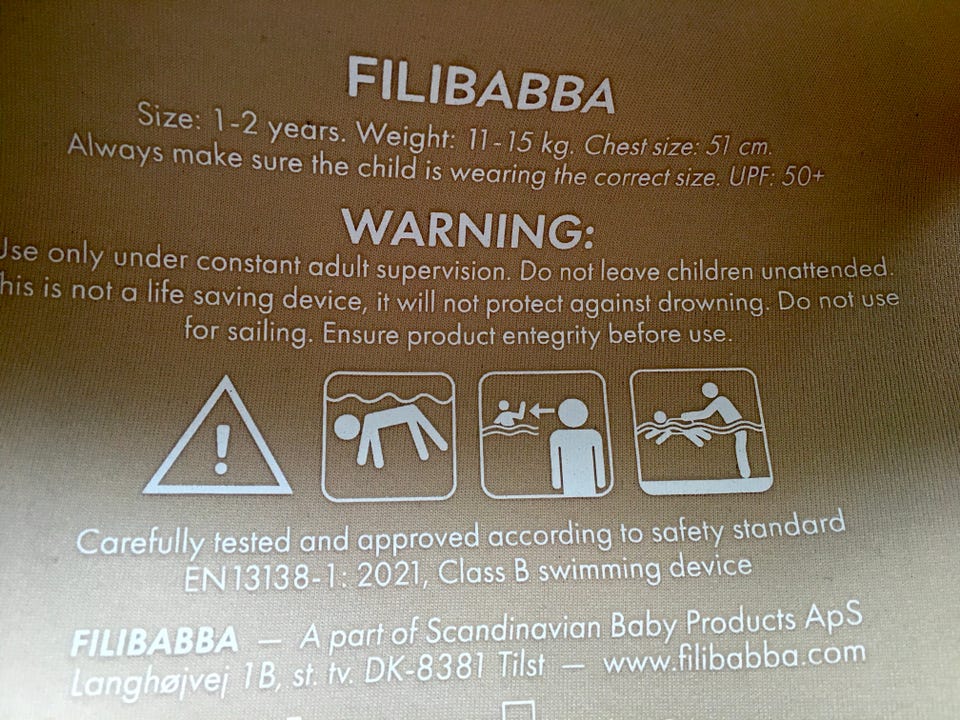 FILIBABBA
Size: 1-2 years. Weight: 11-15 kg. Chest size: 51 cm.
Always make sure the child is wearing the correct size. UPF: 50+
WARNING:
Use only under constant adult supervision. Do not leave children unattended.
This is not a life saving device, it will not protect against drowning. Do not use
for sailing. Ensure product entegrity before use.
Carefully tested and approved according to safety standard
EN13138-1: 2021, Class B swimming device
FILIBABBA – A part of Scandinavian Baby Products ApS
Langhøjvej 1B, st. tv. DK-8381 Tilst – www.filibabba.com